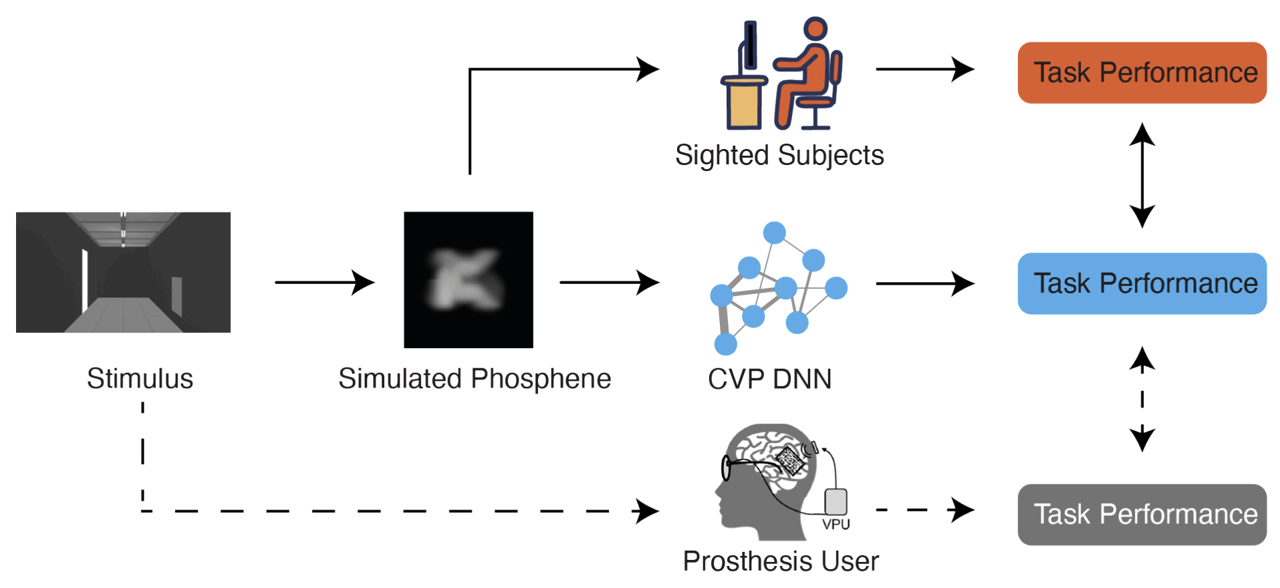 Task Performance
Sighted Subjects
Task Performance
Stimulus
Simulated Phosphene
CVP DNN
VPU
Task Performance
Prosthesis User